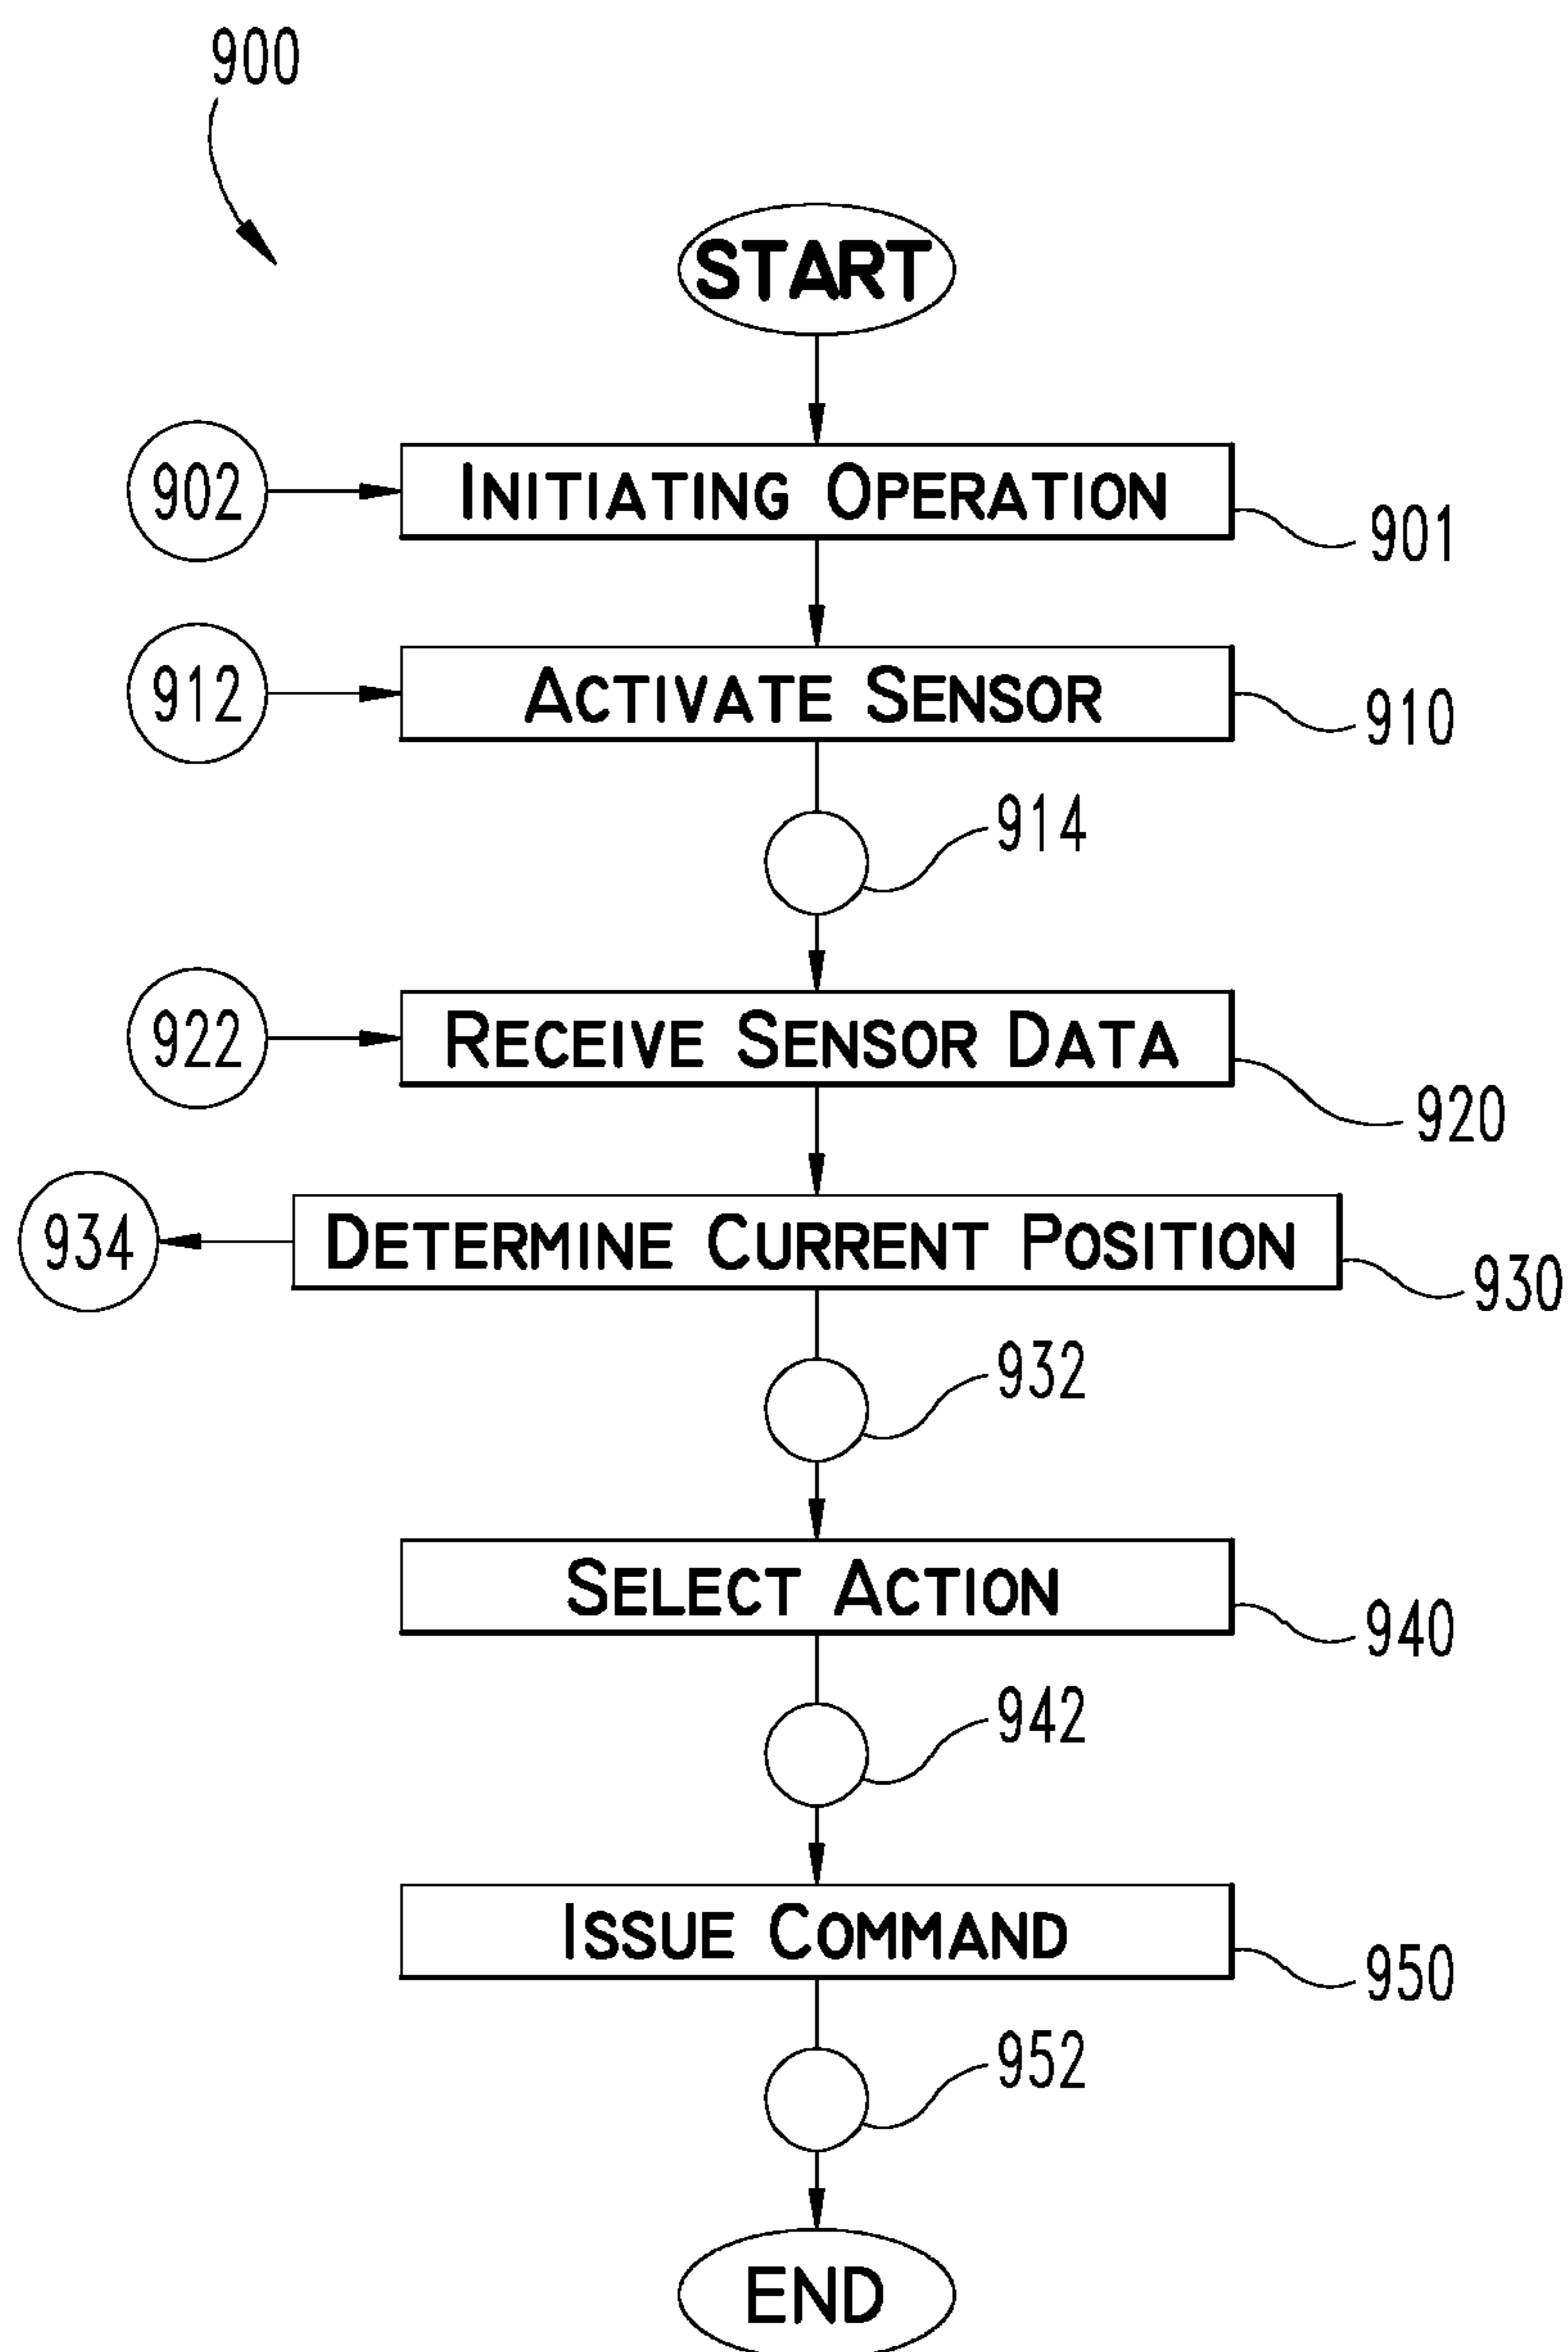 900
START
902
INITIATING OPERATION
901
912
ACTIVATE SENSOR
910
914
922
RECEIVE SENSOR DATA
920
934
DETERMINE CURRENT POSITION
930
932
SELECT ACTION
940
942
ISSUE COMMAND
950
952
END